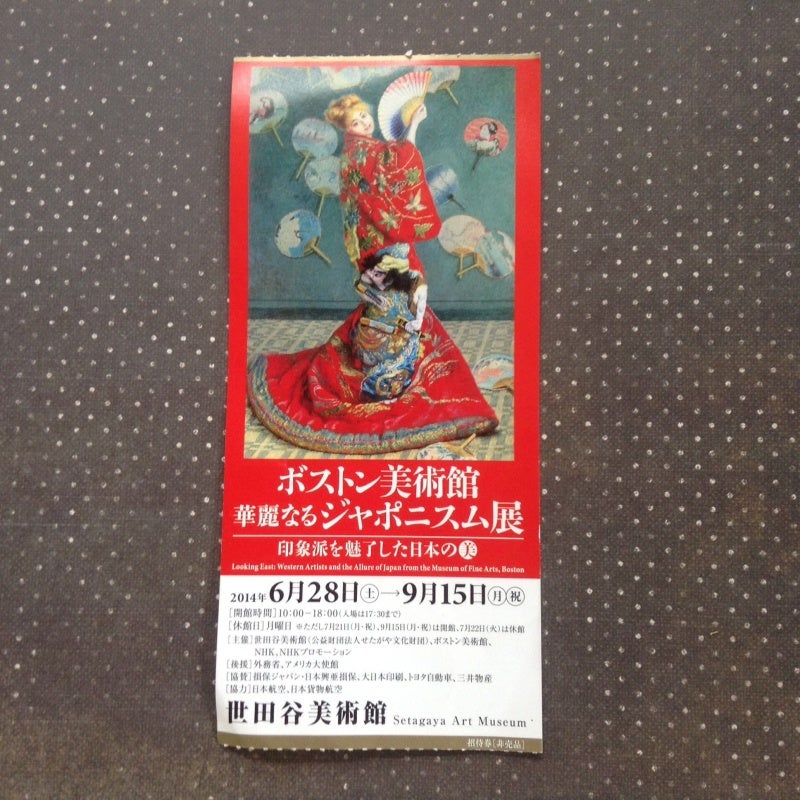 ボストン美術館
華麗なるジャポニスム展
印象派を魅了した日本の美
Looking East: Western Artists and the Allure of Japan from the Museum of Fine Arts, Boston
2014年6月28日(土)→9月15日(月)(祝)
[開館時間]10:00-18:00(入場は17:30まで)
[休館日]月曜日 ※ただし7月21日(月・祝)、9月15日(月・祝)は開館、7月22日(火)は休館
[主催]世田谷美術館(公益財団法人せたがや文化財団)、ボストン美術館、
NHK、NHKプロモーション
[後援]外務省、アメリカ大使館
[協賛]損保ジャパン・日本興亜損保、大日本印刷、トヨタ自動車、三井物産
[協力]日本航空、日本貨物航空
世田谷美術館 Setagaya Art Museum
招待券[非売品]